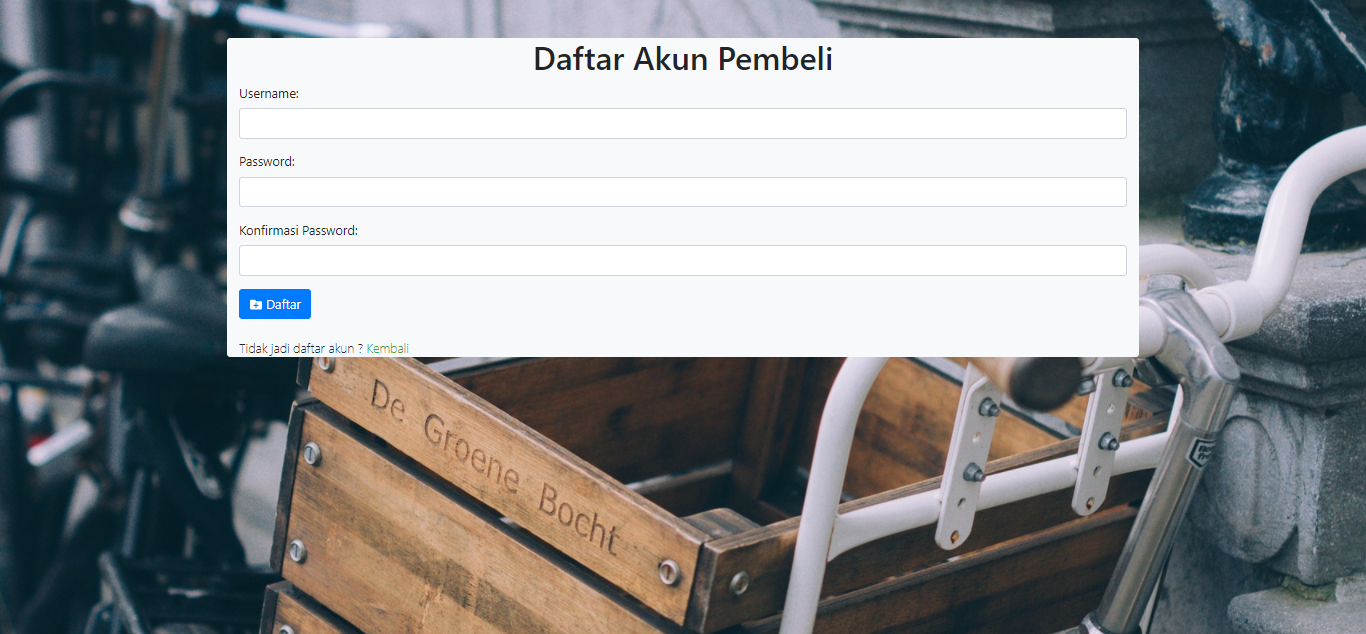 Daftar Akun Pembeli
Username:
Password:
Konfirmasi Password:
Daftar
Tidak jadi daftar akun ? Kembali
De Groene Bocht